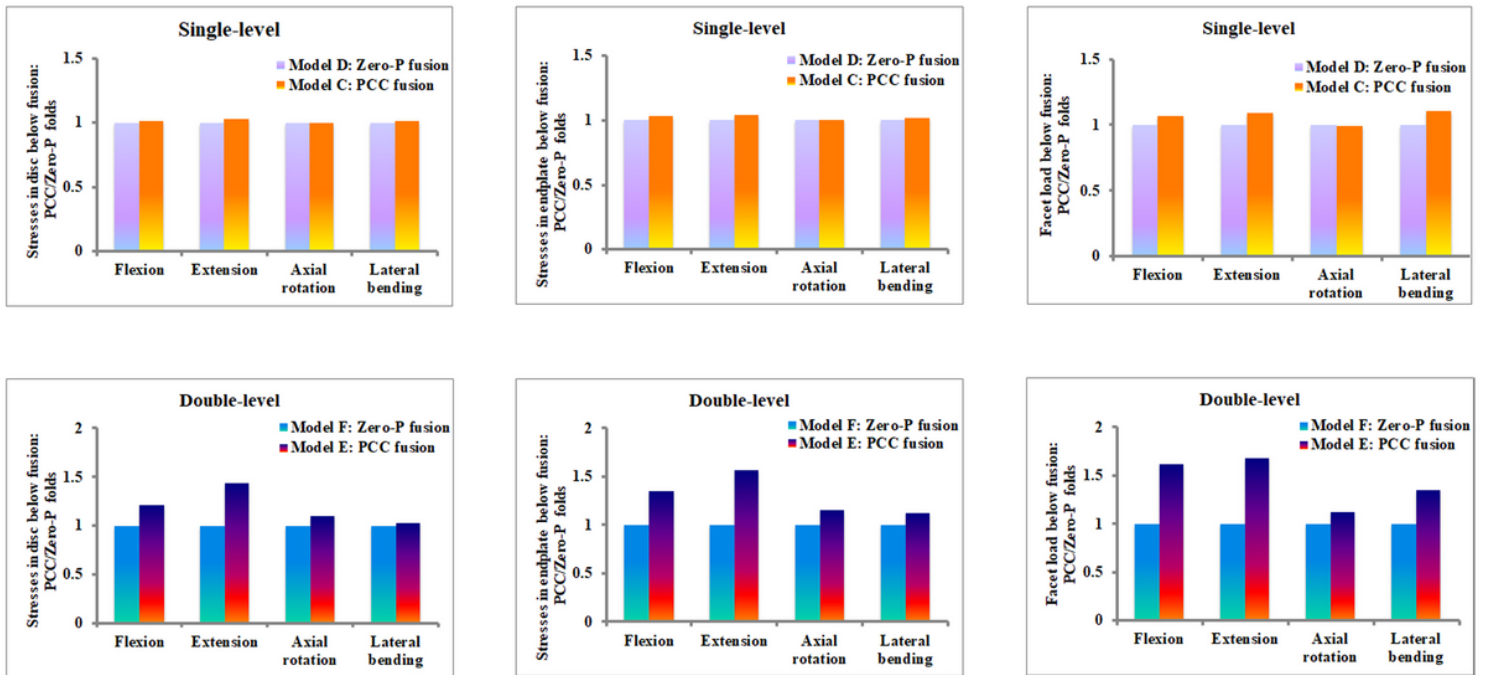 Single-level
Stresses in disc below fusion:
PCC/Zero-P folds
1.5
1
0.5
0
Model D: Zero-P fusion
Model C: PCC fusion
Flexion
Extension
Axial
rotation
Lateral
bending
Single-level
Stresses in endplate below fusion:
PCC/Zero-P folds
1.5
1
0.5
0
Model D: Zero-P fusion
Model C: PCC fusion
Flexion
Extension
Axial
rotation
Lateral
bending
Single-level
Facet load below fusion:
PCC/Zero-P folds
1.5
1
0.5
0
Model D: Zero-P fusion
Model C: PCC fusion
Flexion
Extension
Axial
rotation
Lateral
bending
Double-level
Stresses in disc below fusion:
PCC/Zero-P folds
2
1.5
1
0.5
0
Model F: Zero-P fusion
Model E: PCC fusion
Flexion
Extension
Axial
rotation
Lateral
bending
Double-level
Stresses in endplate below fusion:
PCC/Zero-P folds
2
1.5
1
0.5
0
Model F: Zero-P fusion
Model E: PCC fusion
Flexion
Extension
Axial
rotation
Lateral
bending
Double-level
Facet load below fusion:
PCC/Zero-P folds
2
1.5
1
0.5
0
Model F: Zero-P fusion
Model E: PCC fusion
Flexion
Extension
Axial
rotation
Lateral
bending